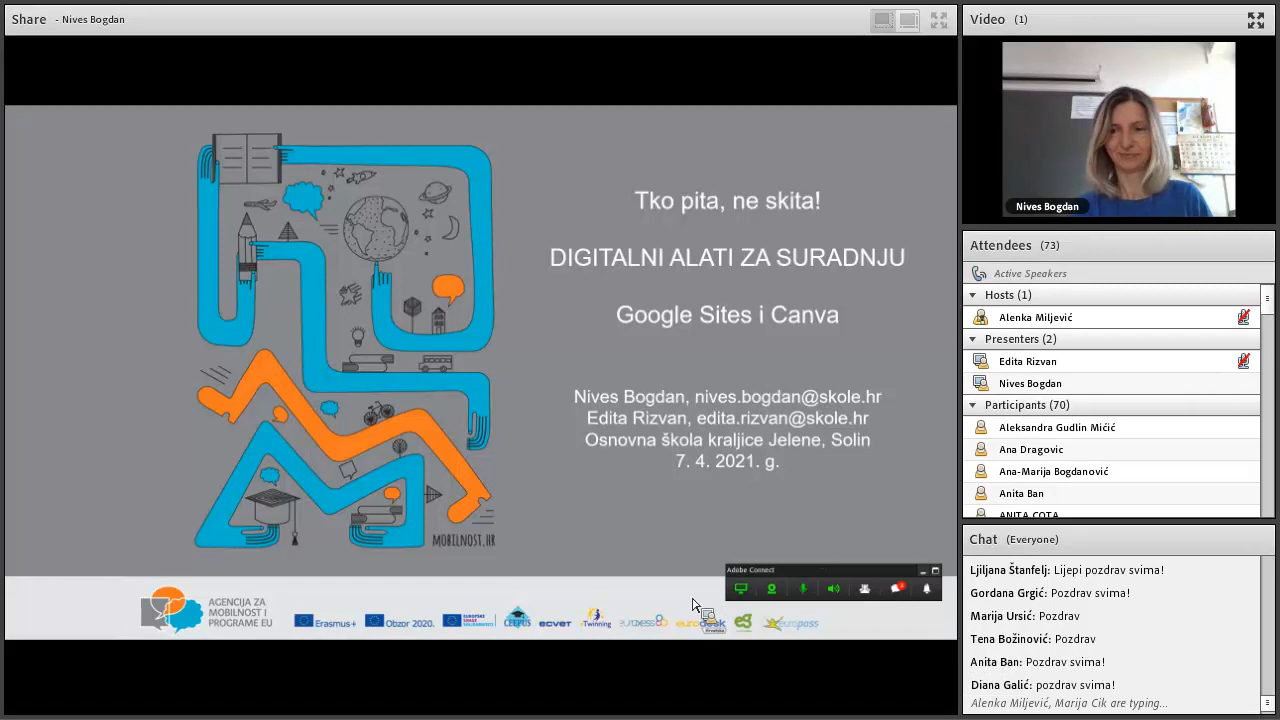 Share - Nives Bogdan
Tko pita, ne skita!
DIGITALNI ALATI ZA SURADNJU
Google Sites i Canva
Nives Bogdan, nives.bogdan@skole.hr
Edita Rizvan, edita.rizvan@skole.hr
Osnovna škola kraljice Jelene, Solin
7. 4. 2021. g.
MOBILNOST.HR
Adobe Connect
AGENCIJA ZA
MOBILNOST I
PROGRAME EU
Erasmus+
Obzor 2020.
ecvet
eTwinning
euraxess
eurodesk
europass
Video (1)
Nives Bogdan
Attendees (73)
Active Speakers
Hosts (1)
Alenka Miljević
Presenters (2)
Edita Rizvan
Nives Bogdan
Participants (70)
Aleksandra Gudlin Mićić
Ana Dragovic
Ana-Marija Bogdanović
Anita Ban
ANITA COTA
Chat (Everyone)
Ljiljana Štanfelj: Lijepi pozdrav svima!
Gordana Grgić: Pozdrav svima!
Marija Ursić: Pozdrav
Tena Božinović: Pozdrav
Anita Ban: Pozdrav svima!
Diana Galić: pozdrav svima!
Alenka Miljević, Marija Cik are typing...